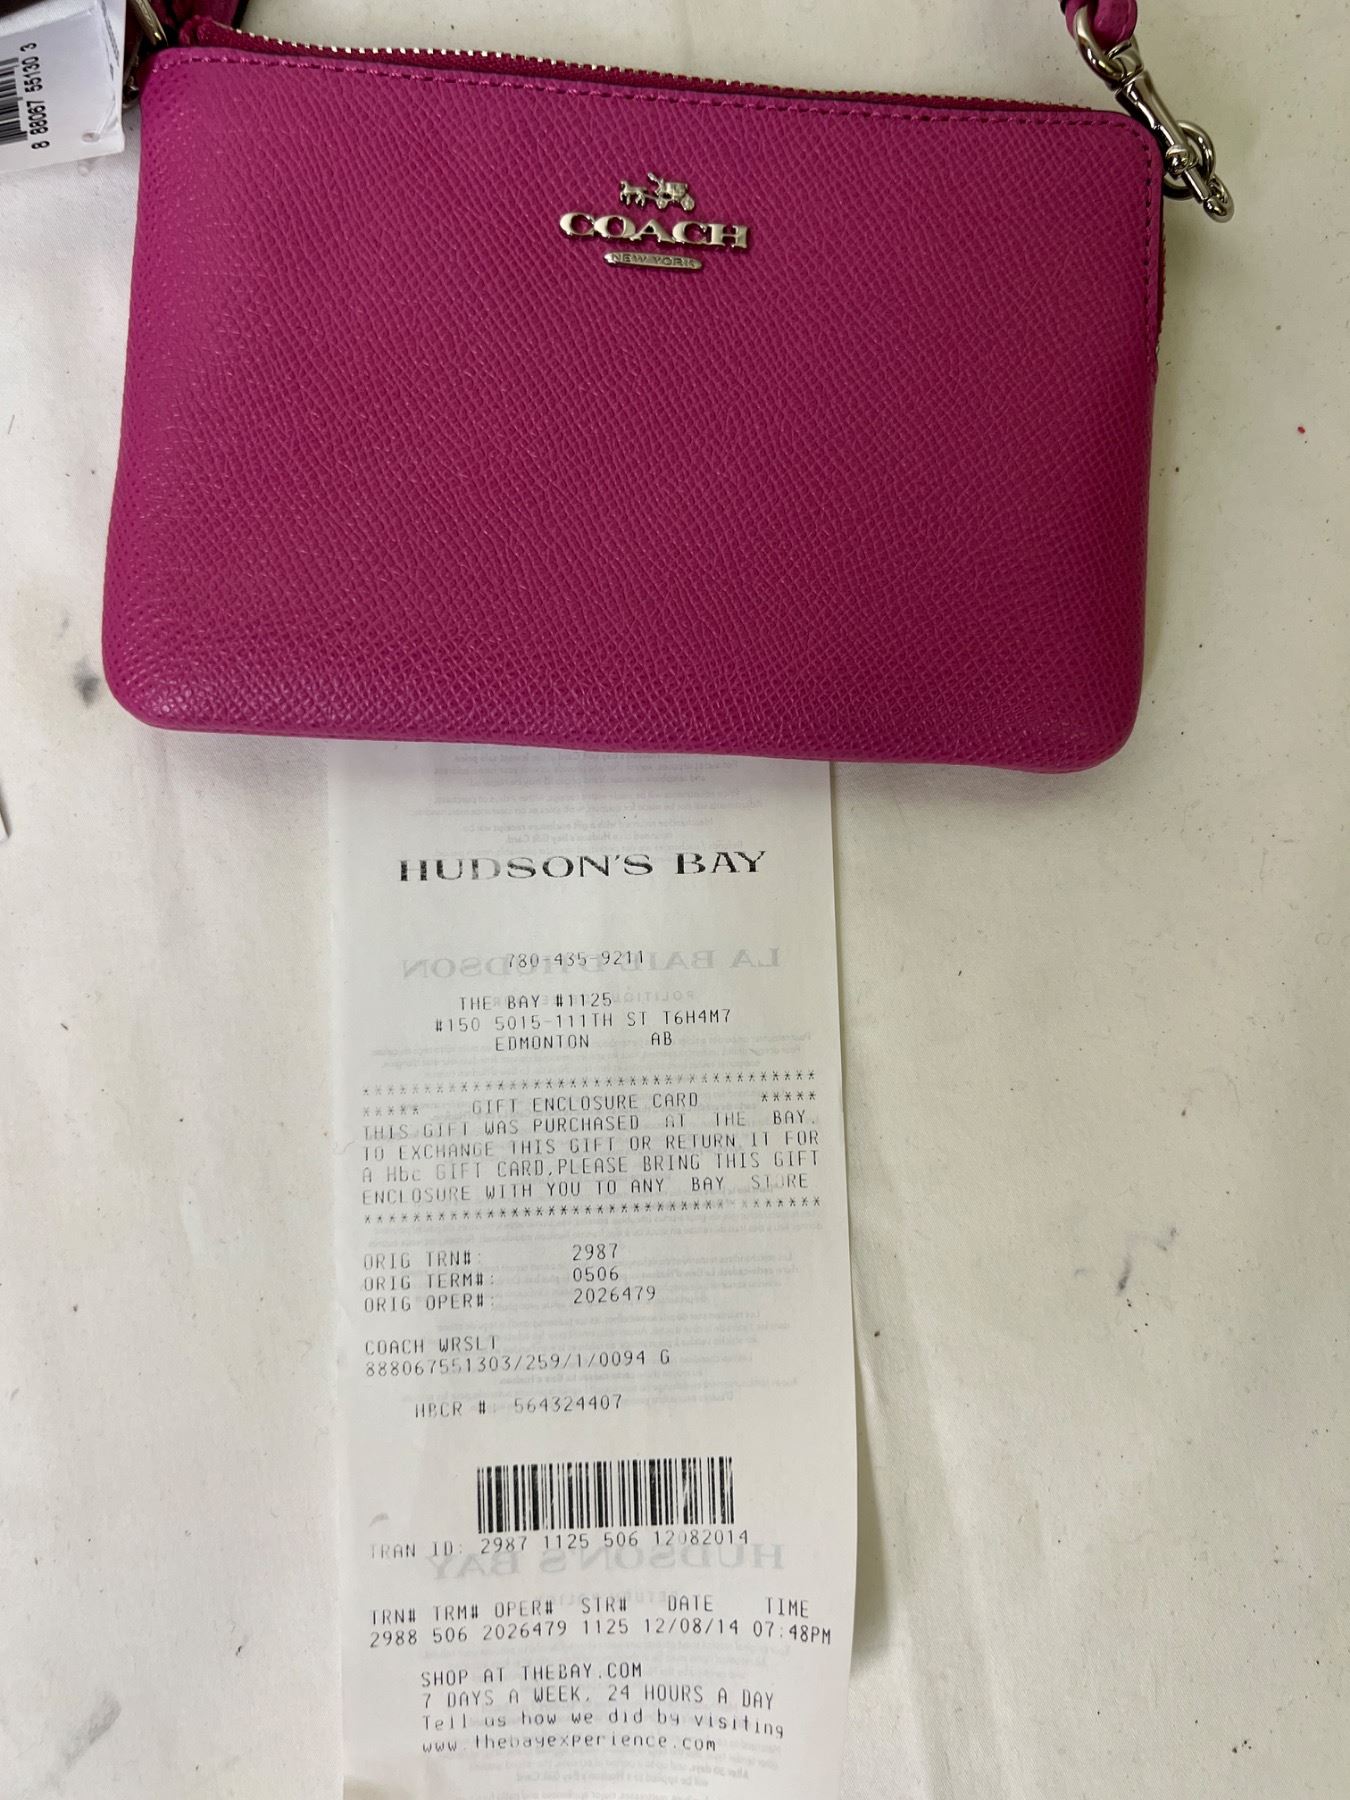 8 88067 55130 3
COACH
NEW YORK
HUDSON'S BAY
780-435-9211
THE BAY #1125
#150 5015-111TH ST T6H4M7
EDMONTON AB
*************************************
***** GIFT ENCLOSURE CARD *****
THIS GIFT WAS PURCHASED AT THE BAY.
TO EXCHANGE THIS GIFT OR RETURN IT FOR
A Hbc GIFT CARD,PLEASE BRING THIS GIFT
ENCLOSURE WITH YOU TO ANY BAY STORE
*************************************
ORIG TRN#: 2987
ORIG TERM#: 0506
ORIG OPER#: 2026479
COACH WRSLT
888067551303/259/1/0094 G
HBCR #: 564324407
TRAN ID: 2987 1125 506 12082014
TRN# TRM# OPER# STR# DATE TIME
2988 506 2026479 1125 12/08/14 07:48PM
SHOP AT THEBAY.COM
7 DAYS A WEEK, 24 HOURS A DAY
Tell us how we did by visiting
www.thebayexperience.com